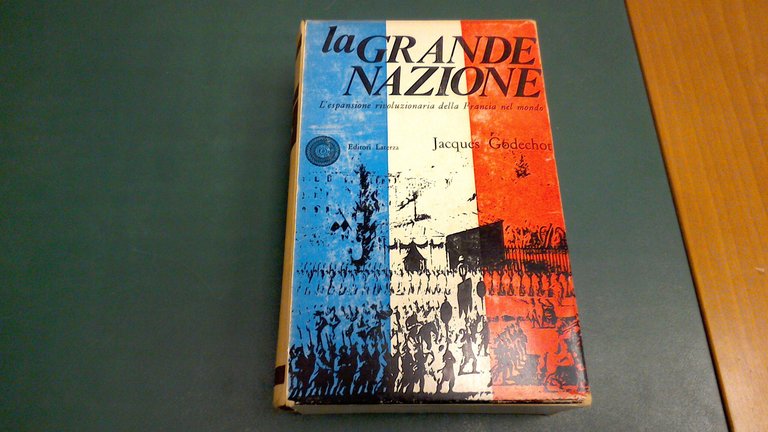 la GRANDE
NAZIONE
L'espansione rivoluzionaria della Francia nel mondo
Editori Laterza
Jacques Godechot